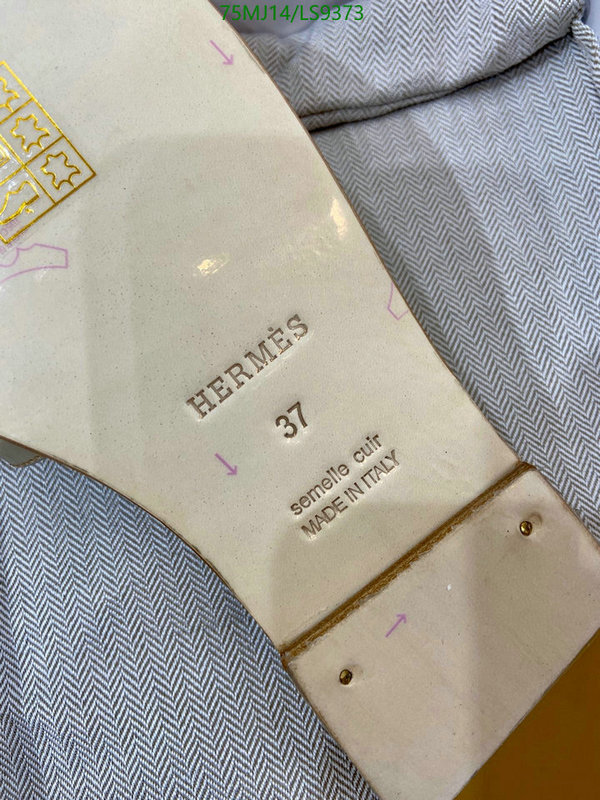 75MJ14/LS9373
HERMÈS
37
semelle cuir
MADE IN ITALY